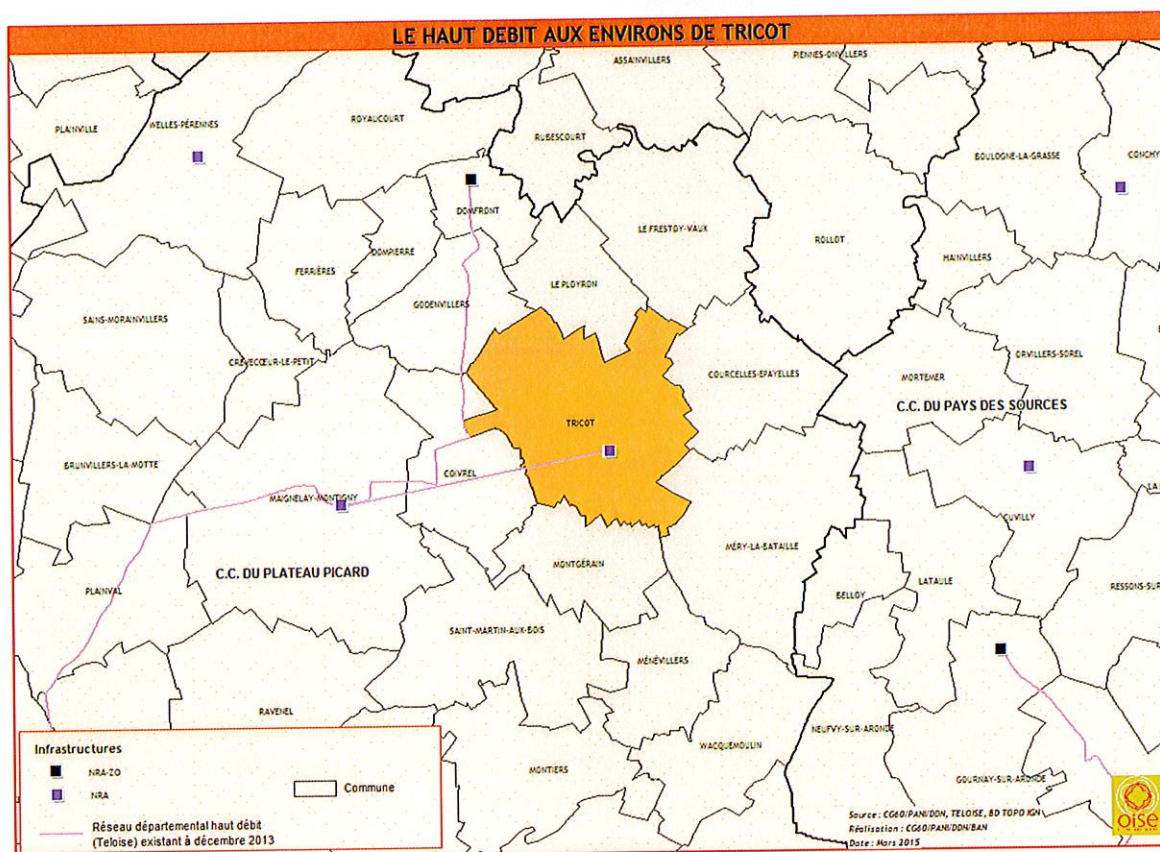 LE HAUT DEBIT AUX ENVIRONS DE TRICOT
ASSAINVILLERS
PIENNES-ONVILLERS
PLAINVILLE
WELLES-PÉRENNES
ROYAUCOURT
RUBESCOURT
BOULOGNE-LA-GRASSE
CONCHY
DOMFRONT
LE FRESTOY-VAUX
ROLLOT
DOMPIERRE
HAINVILLERS
FERRIÈRES
LE PLOYRON
GODENVILLERS
SAINS-MORAINVILLERS
CRÈVECŒUR-LE-PETIT
ORVILLERS-SOREL
COURCELLES-EPAYELLES
MORTEMER
C.C. DU PAYS DES SOURCES
TRICOT
BRUNVILLERS-LA-MOTTE
COIVREL
MAIGNELAY-MONTIGNY
CUVILLY
MÉRY-LA-BATAILLE
MONTGÉRAIN
C.C. DU PLATEAU PICARD
PLAINVAL
BELLOY
LATAULE
RESSONS-SUR
SAINT-MARTIN-AUX-BOIS
MÉNÉVILLERS
RAVENEL
NEUFVY-SUR-ARONDE
WACQUEMOULIN
MONTIERS
GOURNAY-SUR-ARONDE
Infrastructures
NRA-ZO
NRA
Commune
Réseau départemental haut débit
(Teloise) existant à décembre 2013
Source : CG60/PANI/DON, TELOISE, BD TOPO IGN
Réalisation : CG60/PANI/DDN/BAN
Date : Mars 2015
oise